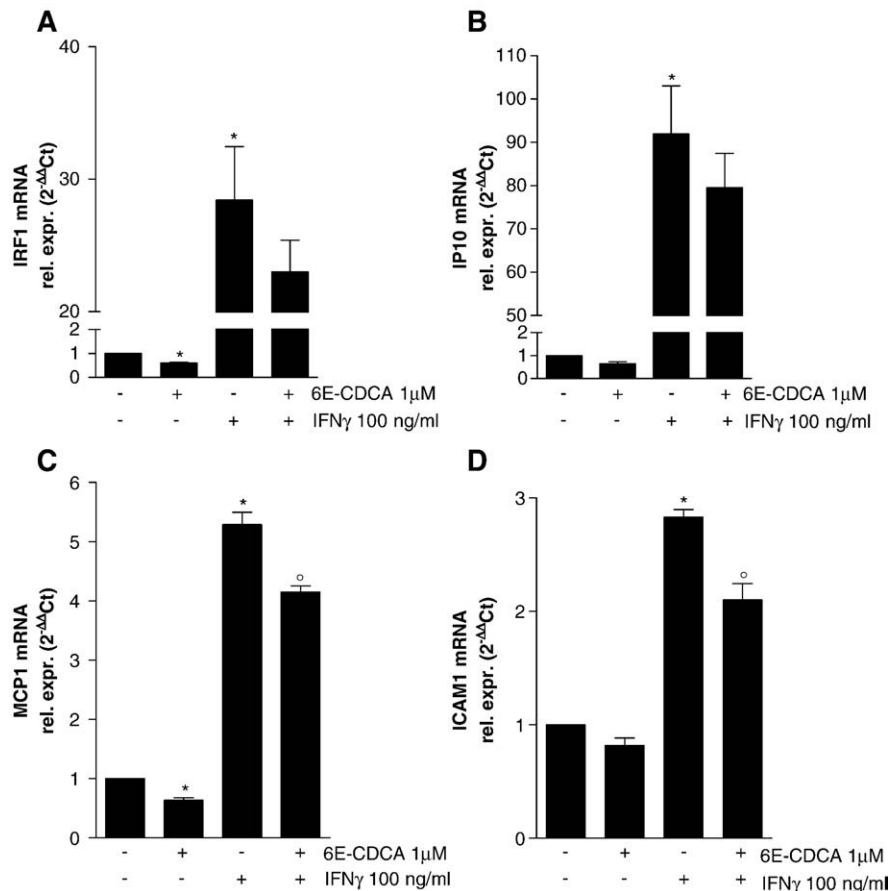 A
40
30
20
2
1
0
IRF1 mRNA
rel. expr. (2-ΔΔCt)
*
*
- + - + 6E-CDCA 1μM
- - + + IFNγ 100 ng/ml
B
110
100
90
80
70
60
50
2
1
0
IP10 mRNA
rel. expr. (2-ΔΔCt)
*
- + - + 6E-CDCA 1μM
- - + + IFNγ 100 ng/ml
C
6
5
4
3
2
1
0
MCP1 mRNA
rel. expr. (2-ΔΔCt)
*
*
○
- + - + 6E-CDCA 1μM
- - + + IFNγ 100 ng/ml
D
3
2
1
0
ICAM1 mRNA
rel. expr. (2-ΔΔCt)
*
○
- + - + 6E-CDCA 1μM
- - + + IFNγ 100 ng/ml